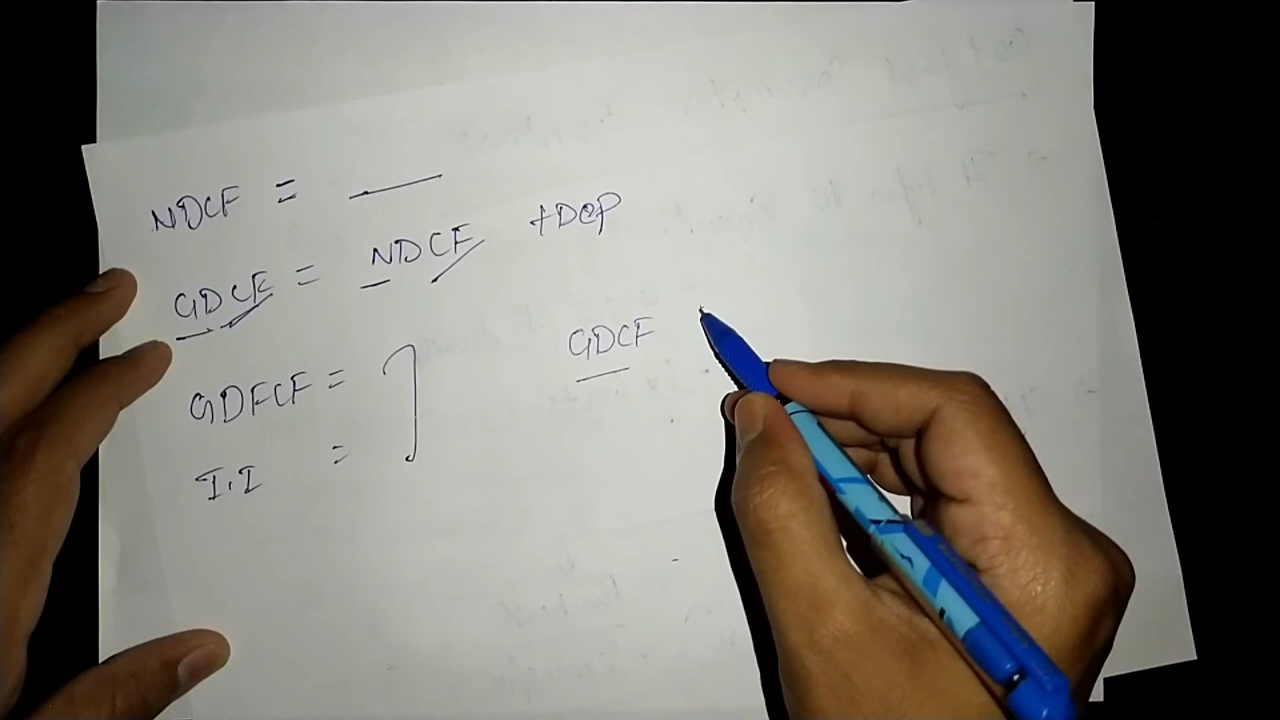 NDCF = —
GDCF = NDCF + Dep
GDFCF =
I.I =
GDCF